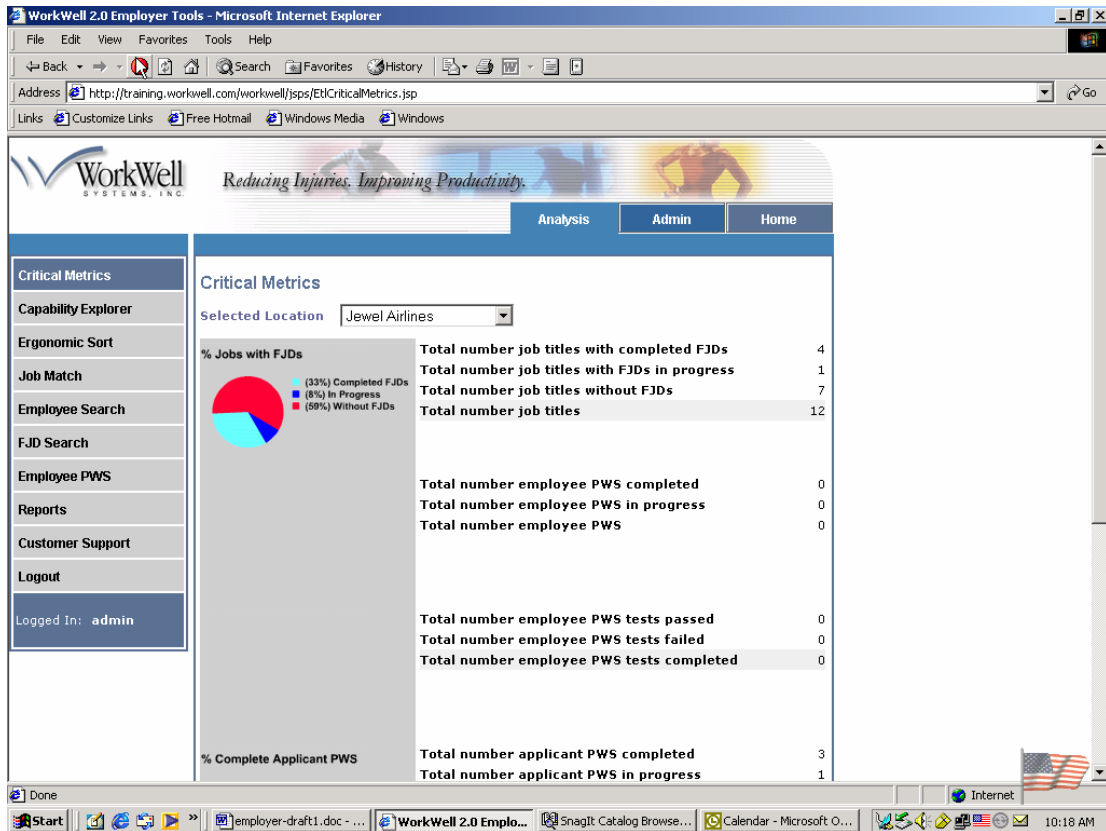 WorkWell 2.0 Employer Tools - Microsoft Internet Explorer
File Edit View Favorites Tools Help
Back Search Favorites History
Address http://training.workwell.com/workwell/jsps/EtlCriticalMetrics.jsp Go
Links Customize Links Free Hotmail Windows Media Windows
WorkWell
SYSTEMS, INC.
Reducing Injuries. Improving Productivity.
Analysis Admin Home
Critical Metrics
Capability Explorer
Ergonomic Sort
Job Match
Employee Search
FJD Search
Employee PWS
Reports
Customer Support
Logout
Logged In: admin
Critical Metrics
Selected Location Jewel Airlines
% Jobs with FJDs
(33%) Completed FJDs
(8%) In Progress
(59%) Without FJDs
Total number job titles with completed FJDs 4
Total number job titles with FJDs in progress 1
Total number job titles without FJDs 7
Total number job titles 12
Total number employee PWS completed 0
Total number employee PWS in progress 0
Total number employee PWS 0
Total number employee PWS tests passed 0
Total number employee PWS tests failed 0
Total number employee PWS tests completed 0
% Complete Applicant PWS
Total number applicant PWS completed 3
Total number applicant PWS in progress 1
Done Internet
Start » employer-draft1.doc - ... WorkWell 2.0 Emplo... SnagIt Catalog Browse... Calendar - Microsoft O... 10:18 AM